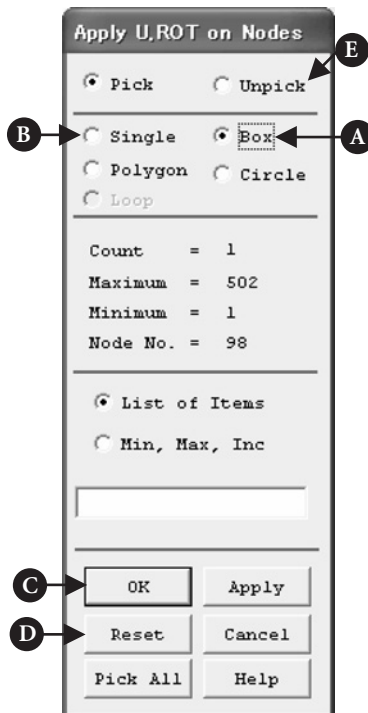 Apply U,ROT on Nodes
E
Pick Unpick
B Single Box A
Polygon Circle
Loop
Count = 1
Maximum = 502
Minimum = 1
Node No. = 98
List of Items
Min, Max, Inc
C OK Apply
D Reset Cancel
Pick All Help